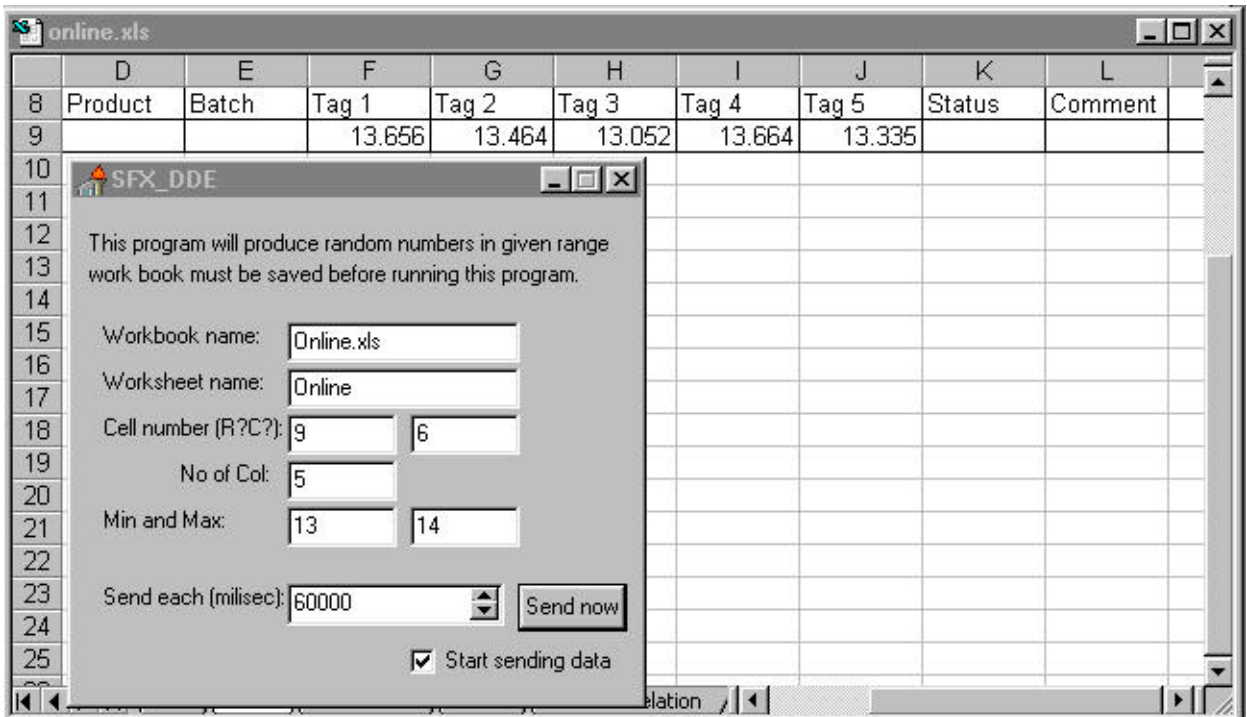 online.xls
D E F G H I J K L
8 Product Batch Tag 1 Tag 2 Tag 3 Tag 4 Tag 5 Status Comment
9 13.656 13.464 13.052 13.664 13.335
10
SFX_DDE
11
12
This program will produce random numbers in given range
13
work book must be saved before running this program.
14
15 Workbook name: Online.xls
16
Worksheet name: Online
17
18 Cell number (R?C?): 9 6
19
No of Col: 5
20
21 Min and Max: 13 14
22
23 Send each (milisec): 60000 Send now
24
25 Start sending data
elation